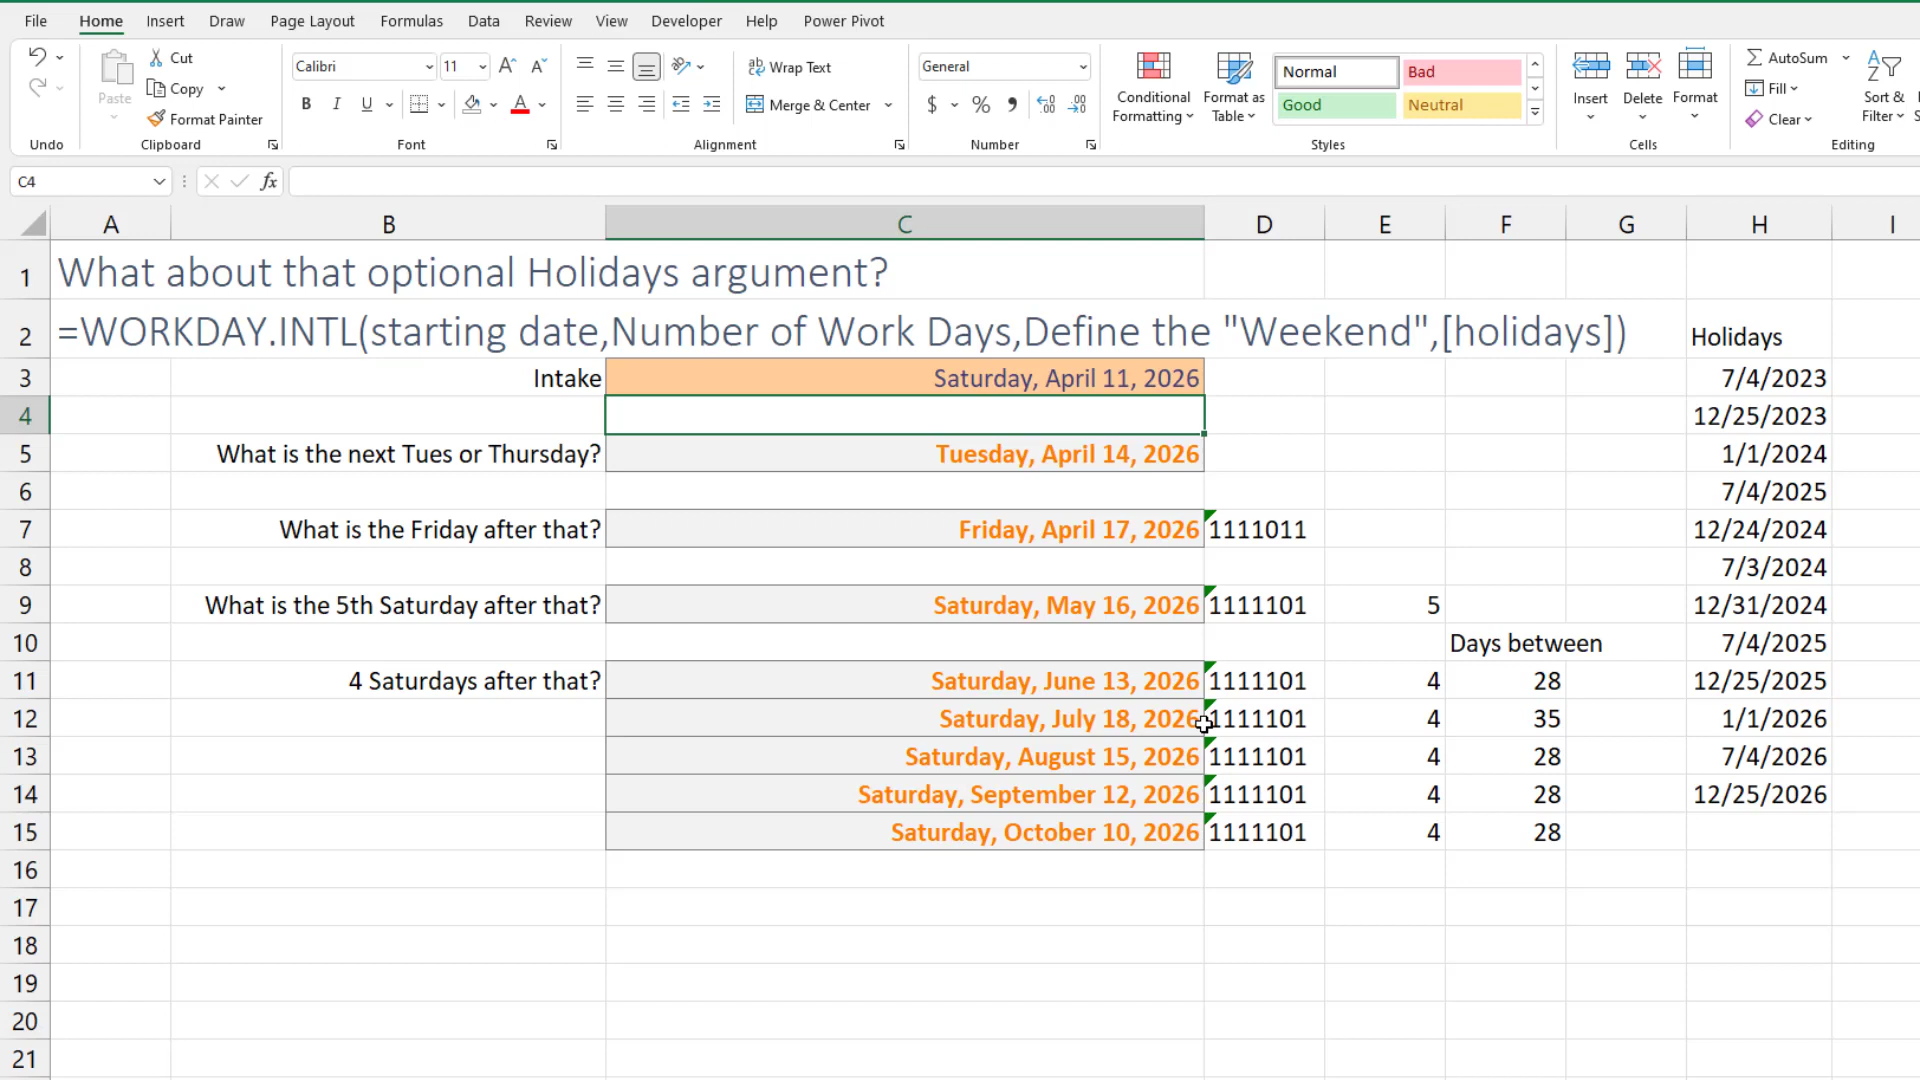 File Home Insert Draw Page Layout Formulas Data Review View Developer Help Power Pivot
Cut
Copy
Format Painter
Paste
Calibri 11
B I U
Wrap Text
Merge & Center
General
$ %
Conditional Formatting
Format as Table
Normal Bad
Good Neutral
Insert Delete Format
AutoSum
Fill
Clear
Sort & Filter
Undo Clipboard Font Alignment Number Styles Cells Editing
C4 fx
A B C D E F G H I
1 What about that optional Holidays argument?
2 =WORKDAY.INTL(starting date,Number of Work Days,Define the "Weekend",[holidays]) Holidays
3 Intake Saturday, April 11, 2026 7/4/2023
4 12/25/2023
5 What is the next Tues or Thursday? Tuesday, April 14, 2026 1/1/2024
6 7/4/2025
7 What is the Friday after that? Friday, April 17, 2026 1111011 12/24/2024
8 7/3/2024
9 What is the 5th Saturday after that? Saturday, May 16, 2026 1111101 5 12/31/2024
10 Days between 7/4/2025
11 4 Saturdays after that? Saturday, June 13, 2026 1111101 4 28 12/25/2025
12 Saturday, July 18, 2026 1111101 4 35 1/1/2026
13 Saturday, August 15, 2026 1111101 4 28 7/4/2026
14 Saturday, September 12, 2026 1111101 4 28 12/25/2026
15 Saturday, October 10, 2026 1111101 4 28
16
17
18
19
20
21